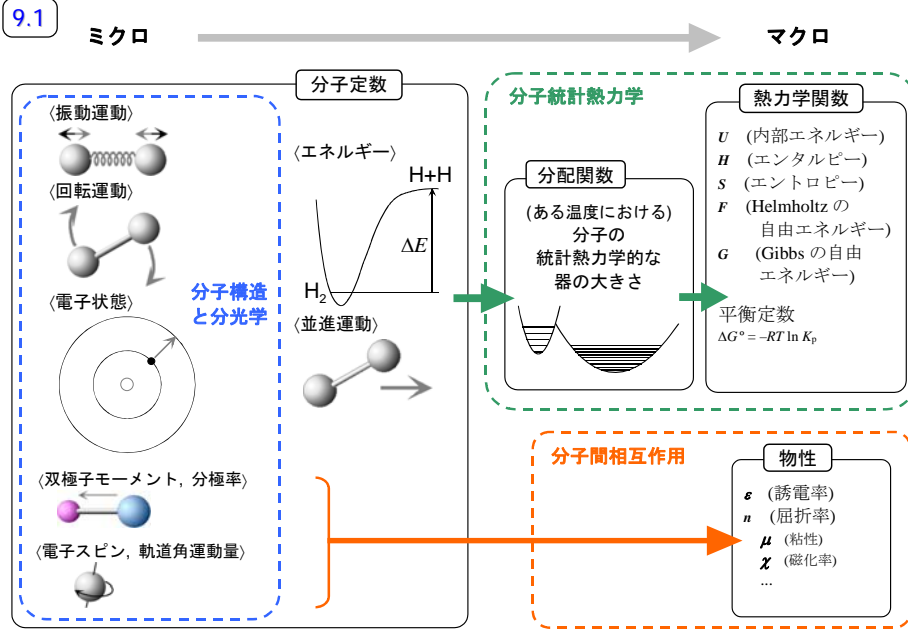 9.1
ミクロ
マクロ
分子定数
〈振動運動〉
〈回転運動〉
〈電子状態〉
分子構造
と分光学
〈双極子モーメント, 分極率〉
〈電子スピン, 軌道角運動量〉
〈エネルギー〉
H+H
ΔE
H₂
〈並進運動〉
分子統計熱力学
分配関数
(ある温度における)
分子の
統計熱力学的な
器の大きさ
熱力学関数
U (内部エネルギー)
H (エンタルピー)
S (エントロピー)
F (Helmholtz の
自由エネルギー)
G (Gibbs の自由
エネルギー)
平衡定数
ΔG° = –RT ln Kp
分子間相互作用
物性
ε (誘電率)
n (屈折率)
μ (粘性)
χ (磁化率)
...